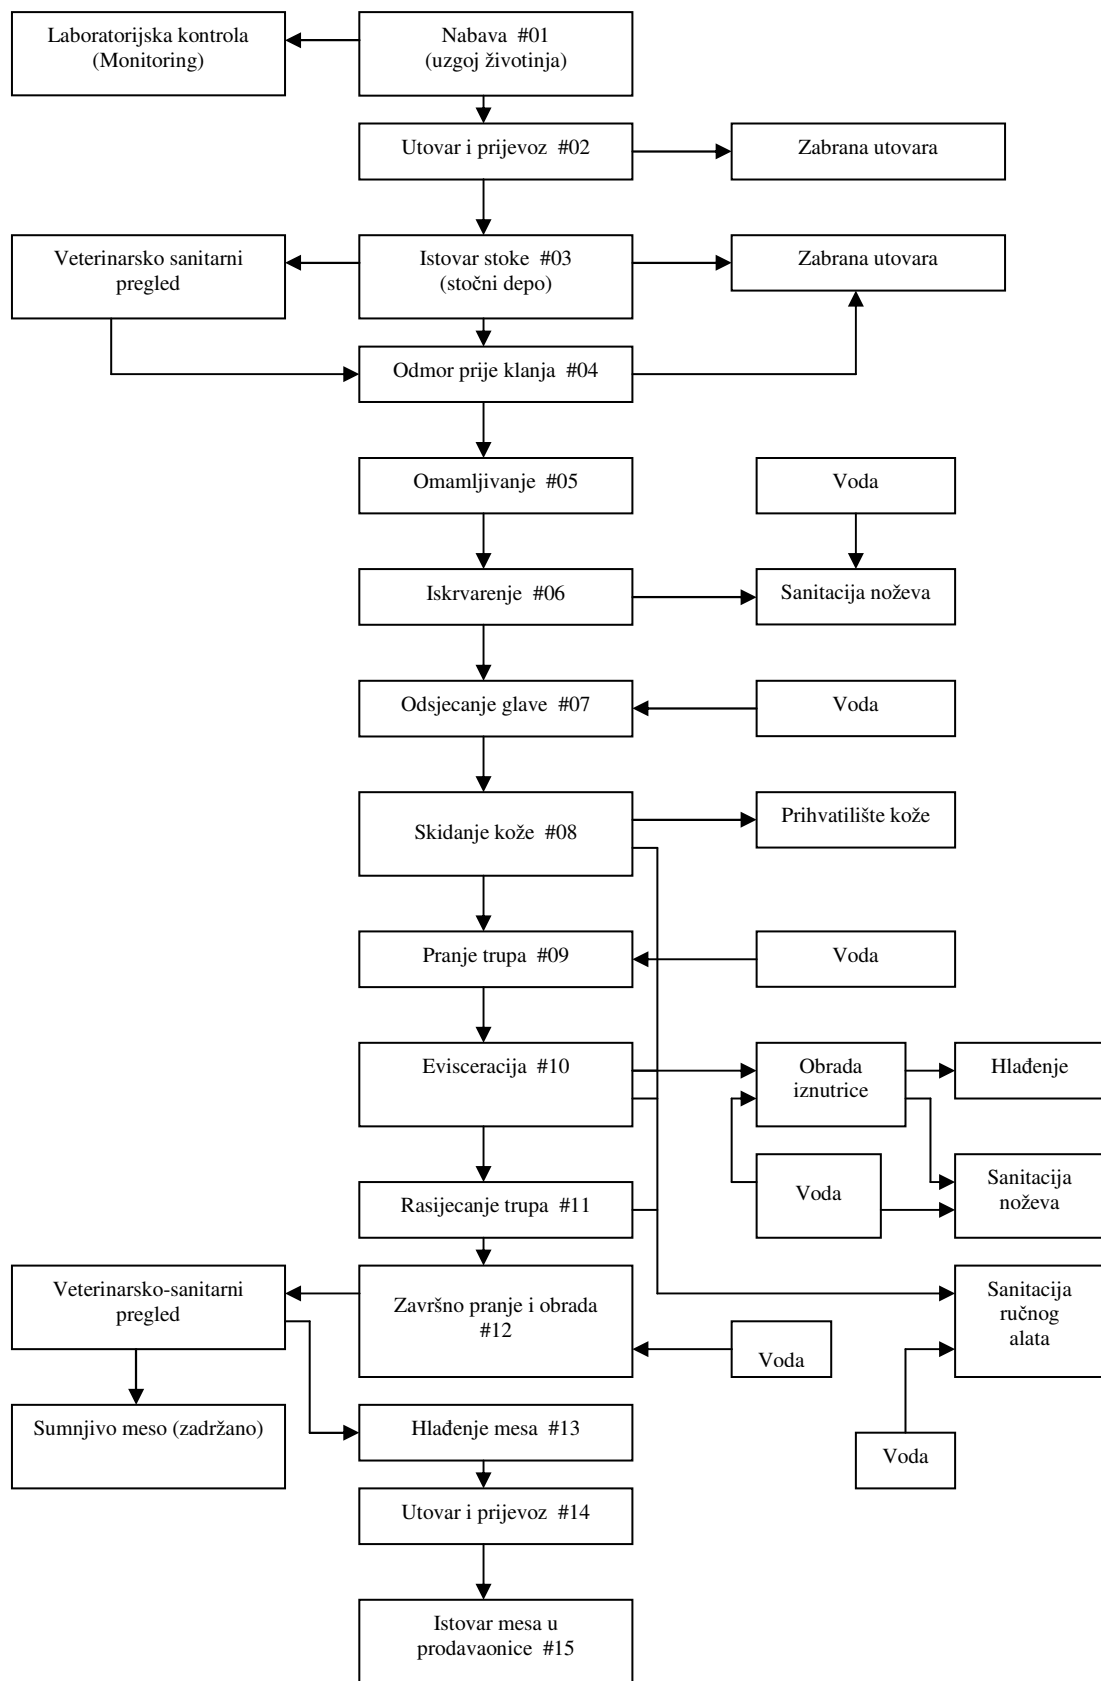 Laboratorijska kontrola
(Monitoring)
Nabava #01
(uzgoj životinja)
Utovar i prijevoz #02
Zabrana utovara
Veterinarsko sanitarni
pregled
Istovar stoke #03
(stočni depo)
Zabrana utovara
Odmor prije klanja #04
Omamljivanje #05
Voda
Iskrvarenje #06
Sanitacija noževa
Odsjecanje glave #07
Voda
Skidanje kože #08
Prihvatilište kože
Pranje trupa #09
Voda
Evisceracija #10
Obrada
iznutrice
Hlađenje
Voda
Sanitacija
noževa
Rasijecanje trupa #11
Veterinarsko-sanitarni
pregled
Završno pranje i obrada
#12
Voda
Sanitacija
ručnog
alata
Sumnjivo meso (zadržano)
Hlađenje mesa #13
Voda
Utovar i prijevoz #14
Istovar mesa u
prodavaonice #15